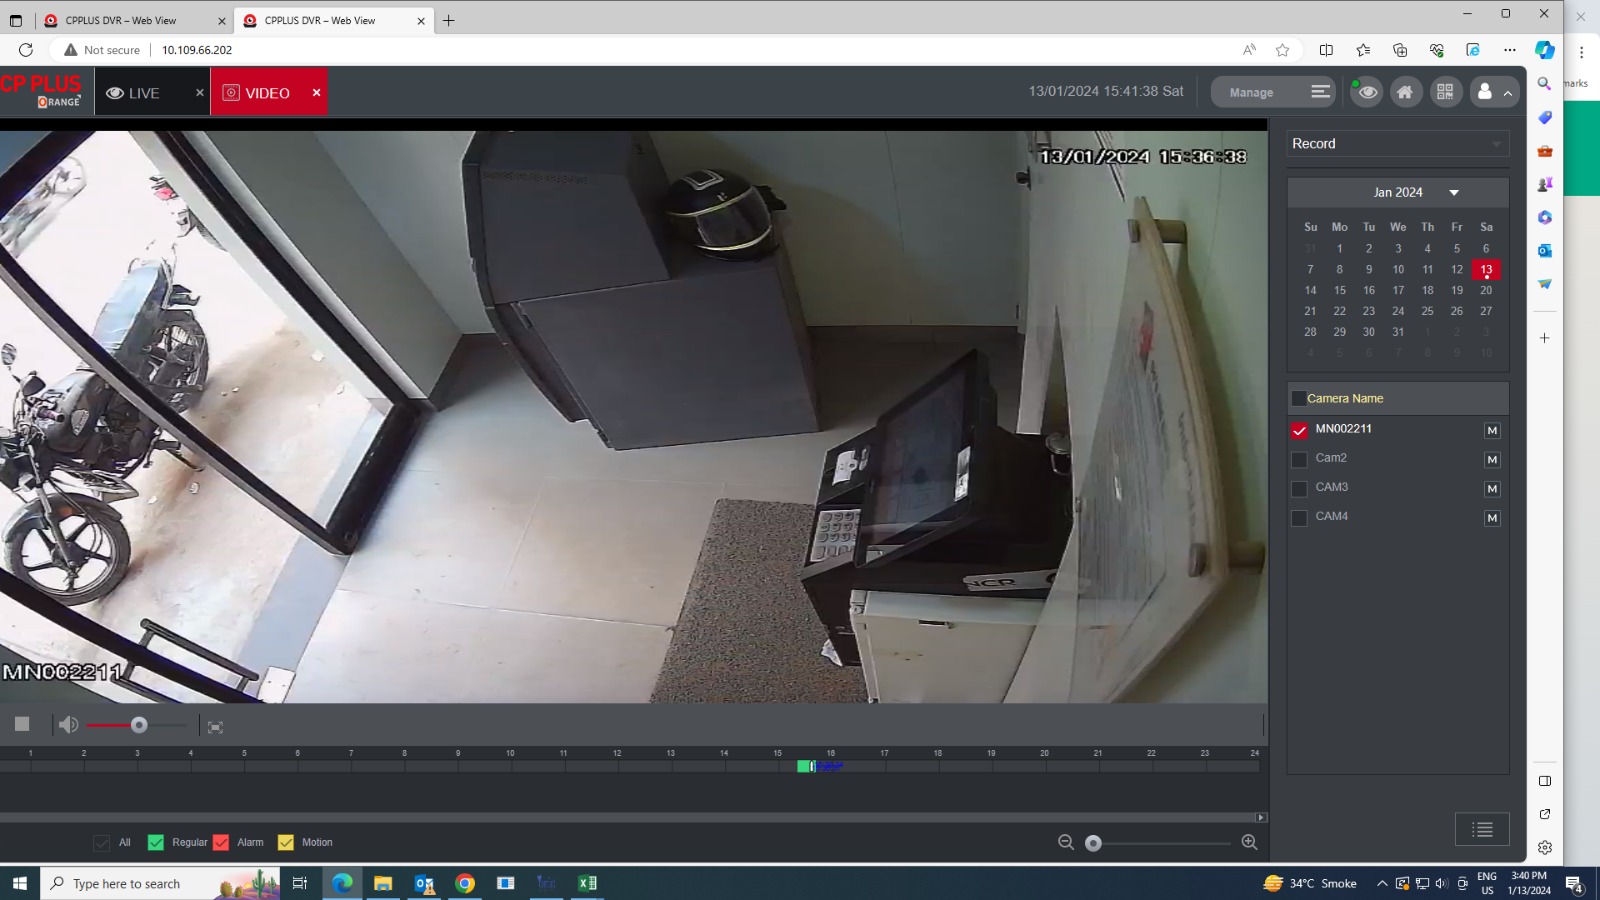 CPPLUS DVR – Web View
CPPLUS DVR – Web View
Not secure
10.109.66.202
marks
CP PLUS
ORANGE
LIVE
VIDEO
13/01/2024 15:41:38 Sat
Manage
13/01/2024 15:36:38
NCR
MN002211
Record
Jan 2024
Su Mo Tu We Th Fr Sa
31 1 2 3 4 5 6
7 8 9 10 11 12 13
14 15 16 17 18 19 20
21 22 23 24 25 26 27
28 29 30 31 1 2 3
4 5 6 7 8 9 10
Camera Name
MN002211 M
Cam2 M
CAM3 M
CAM4 M
1 2 3 4 5 6 7 8 9 10 11 12 13 14 15 16 17 18 19 20 21 22 23 24
All Regular Alarm Motion
Type here to search
34°C Smoke
ENG
US
3:40 PM
1/13/2024
4